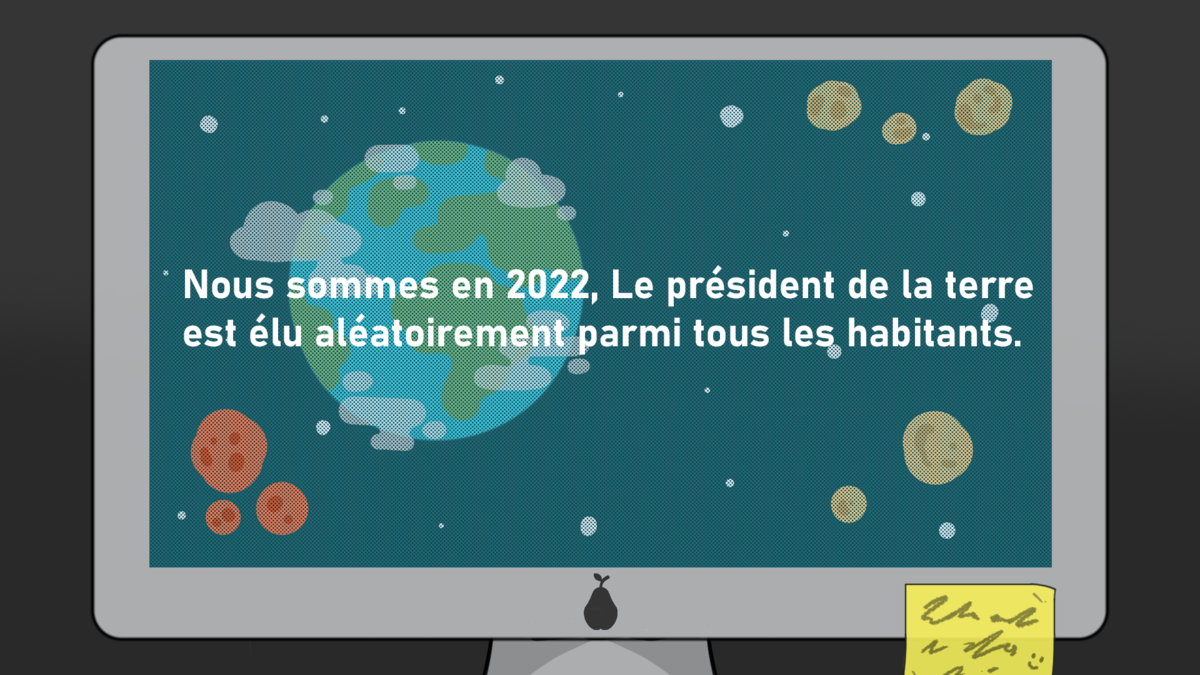 Nous sommes en 2022, Le président de la terre
est élu aléatoirement parmi tous les habitants.